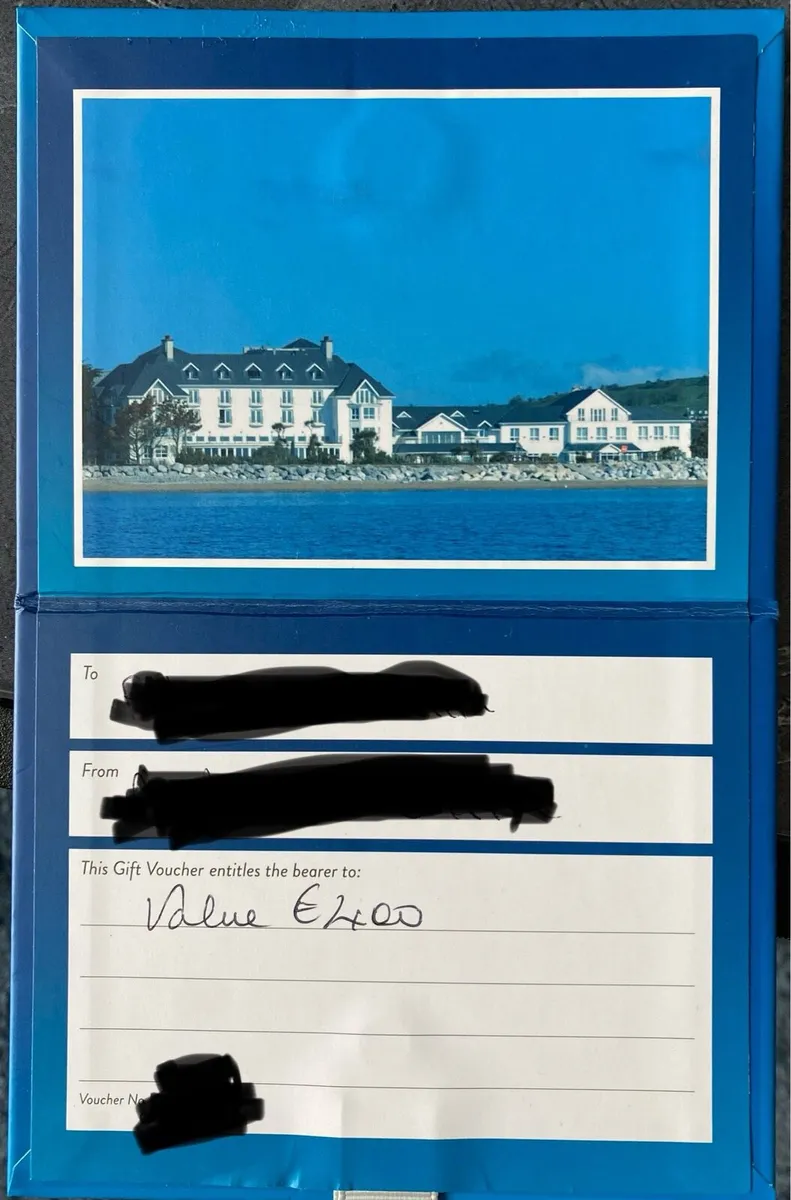 To
From
This Gift Voucher entitles the bearer to:
Value €400
Voucher No